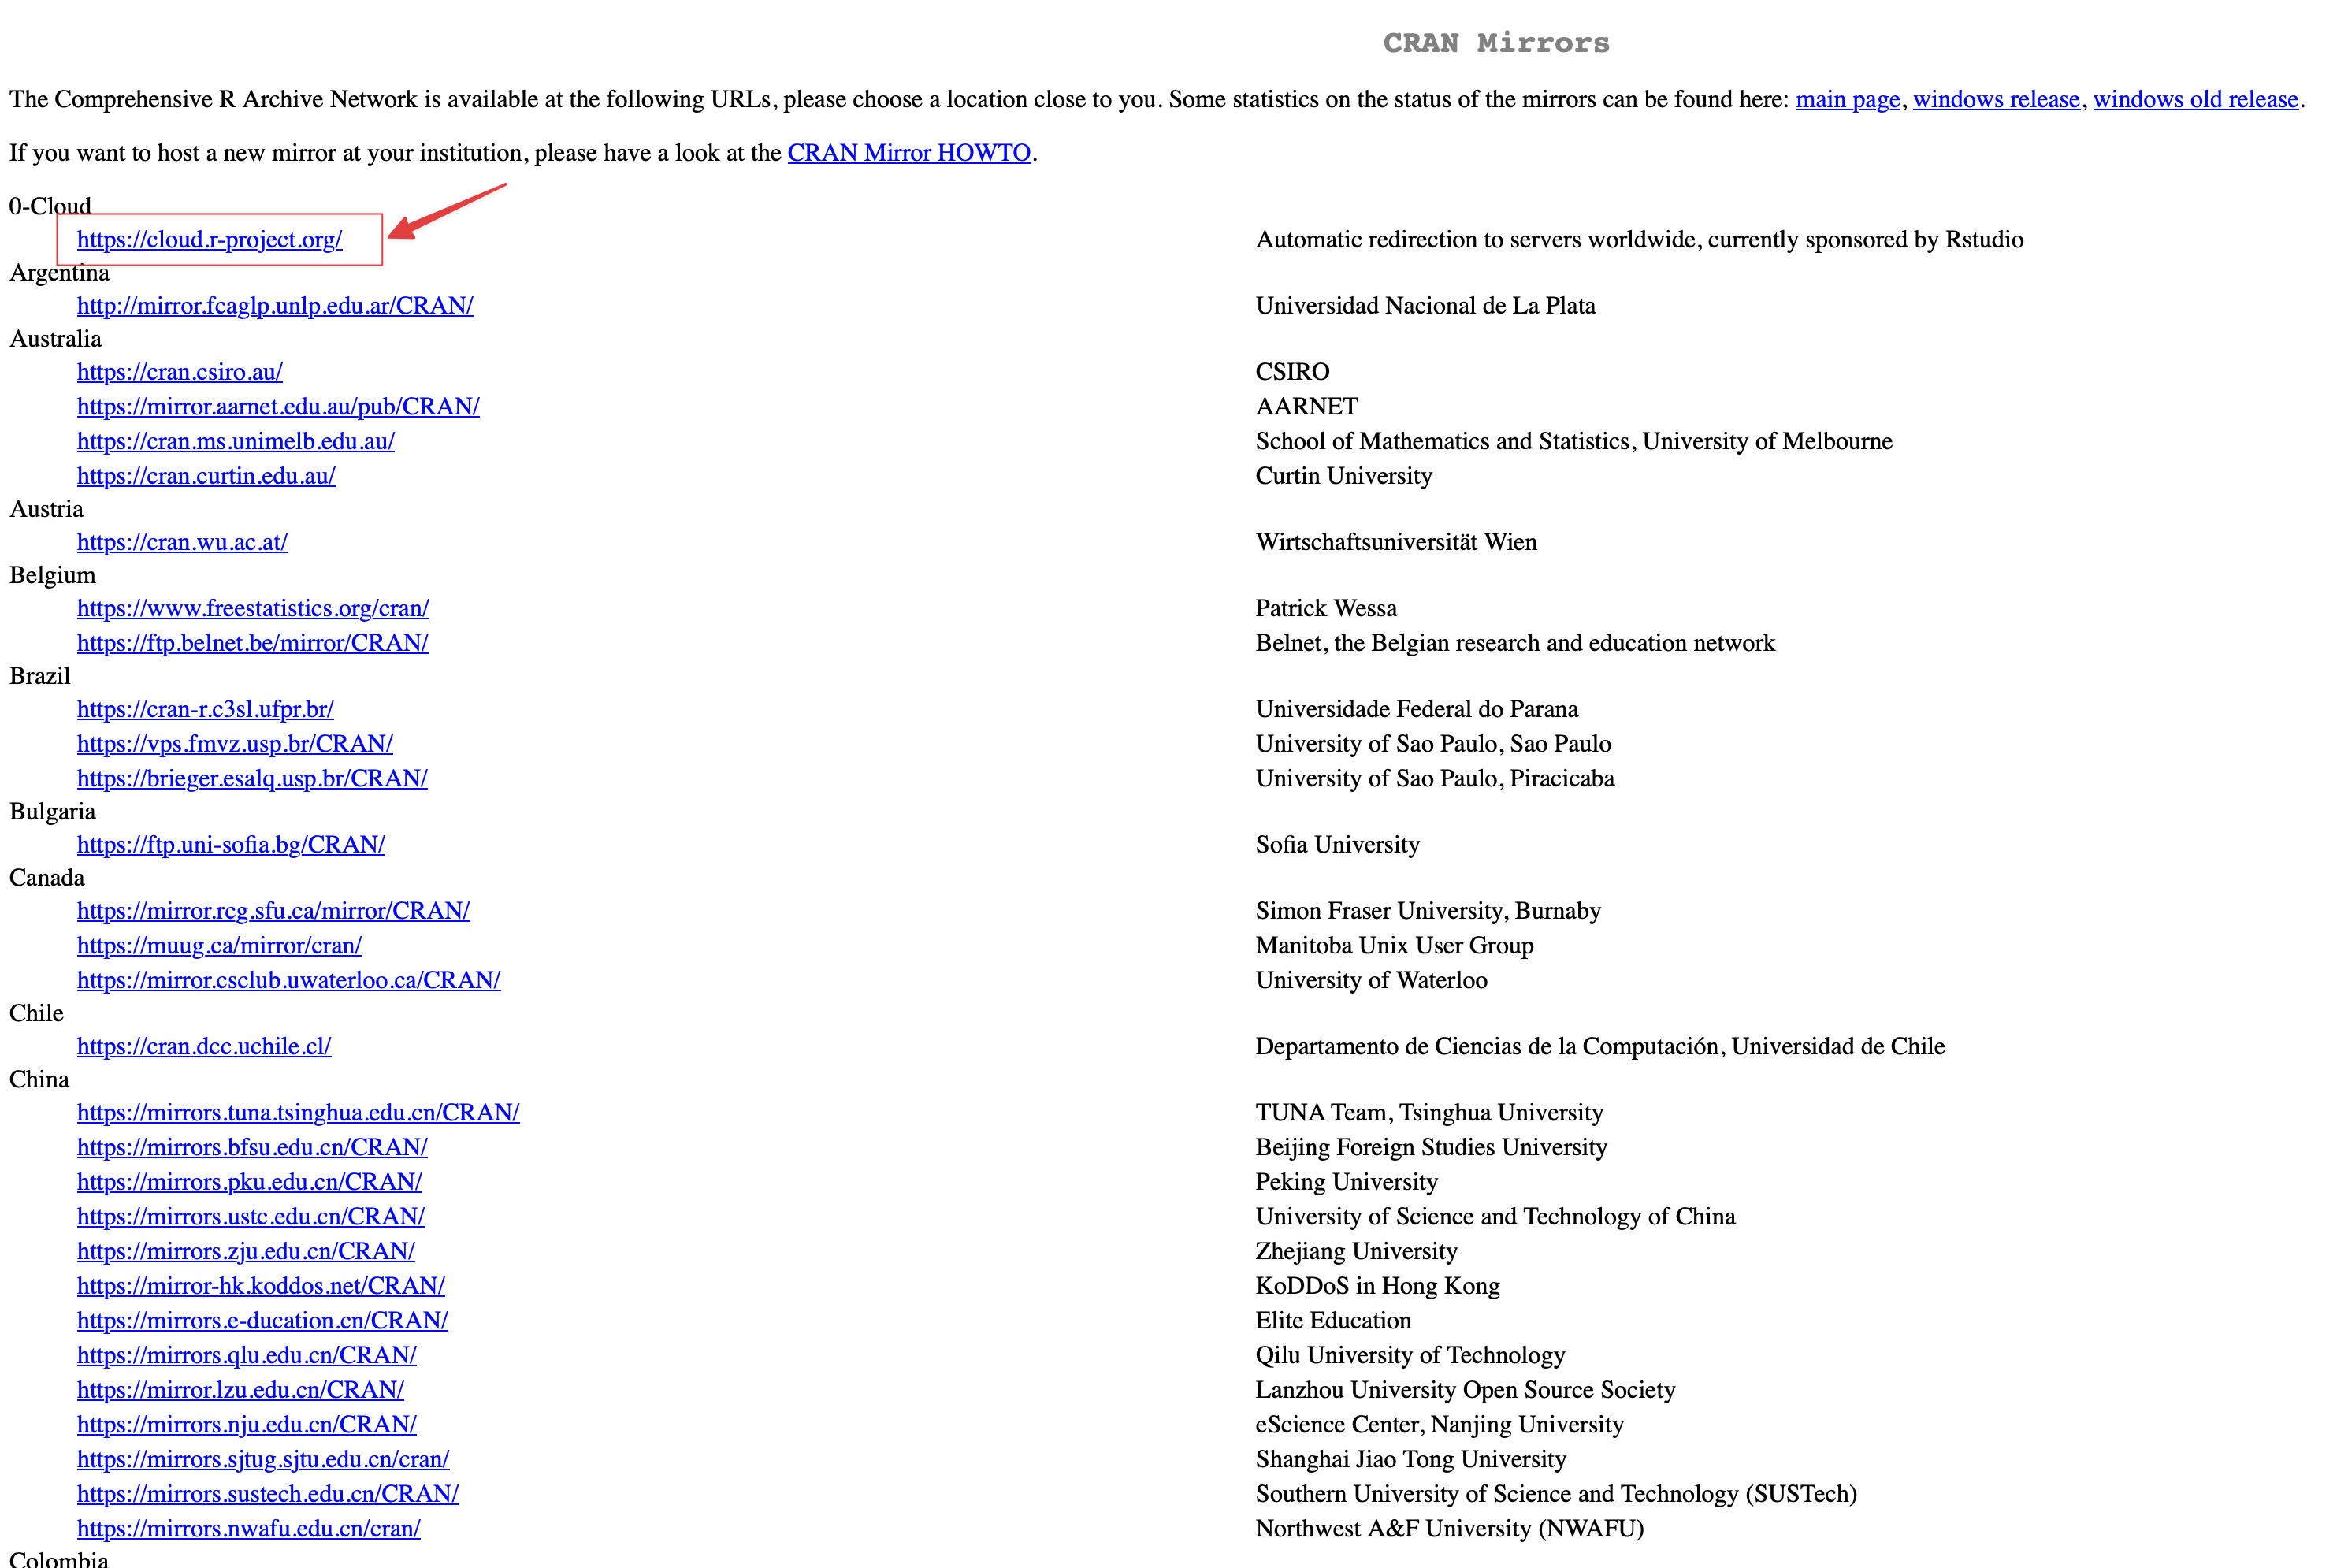 CRAN Mirrors
The Comprehensive R Archive Network is available at the following URLs, please choose a location close to you. Some statistics on the status of the mirrors can be found here: main page, windows release, windows old release.
If you want to host a new mirror at your institution, please have a look at the CRAN Mirror HOWTO.
0-Cloud
https://cloud.r-project.org/ Automatic redirection to servers worldwide, currently sponsored by Rstudio
Argentina
http://mirror.fcaglp.unlp.edu.ar/CRAN/ Universidad Nacional de La Plata
Australia
https://cran.csiro.au/ CSIRO
https://mirror.aarnet.edu.au/pub/CRAN/ AARNET
https://cran.ms.unimelb.edu.au/ School of Mathematics and Statistics, University of Melbourne
https://cran.curtin.edu.au/ Curtin University
Austria
https://cran.wu.ac.at/ Wirtschaftsuniversität Wien
Belgium
https://www.freestatistics.org/cran/ Patrick Wessa
https://ftp.belnet.be/mirror/CRAN/ Belnet, the Belgian research and education network
Brazil
https://cran-r.c3sl.ufpr.br/ Universidade Federal do Parana
https://vps.fmvz.usp.br/CRAN/ University of Sao Paulo, Sao Paulo
https://brieger.esalq.usp.br/CRAN/ University of Sao Paulo, Piracicaba
Bulgaria
https://ftp.uni-sofia.bg/CRAN/ Sofia University
Canada
https://mirror.rcg.sfu.ca/mirror/CRAN/ Simon Fraser University, Burnaby
https://muug.ca/mirror/cran/ Manitoba Unix User Group
https://mirror.csclub.uwaterloo.ca/CRAN/ University of Waterloo
Chile
https://cran.dcc.uchile.cl/ Departamento de Ciencias de la Computación, Universidad de Chile
China
https://mirrors.tuna.tsinghua.edu.cn/CRAN/ TUNA Team, Tsinghua University
https://mirrors.bfsu.edu.cn/CRAN/ Beijing Foreign Studies University
https://mirrors.pku.edu.cn/CRAN/ Peking University
https://mirrors.ustc.edu.cn/CRAN/ University of Science and Technology of China
https://mirrors.zju.edu.cn/CRAN/ Zhejiang University
https://mirror-hk.koddos.net/CRAN/ KoDDoS in Hong Kong
https://mirrors.e-ducation.cn/CRAN/ Elite Education
https://mirrors.qlu.edu.cn/CRAN/ Qilu University of Technology
https://mirror.lzu.edu.cn/CRAN/ Lanzhou University Open Source Society
https://mirrors.nju.edu.cn/CRAN/ eScience Center, Nanjing University
https://mirrors.sjtug.sjtu.edu.cn/cran/ Shanghai Jiao Tong University
https://mirrors.sustech.edu.cn/CRAN/ Southern University of Science and Technology (SUSTech)
https://mirrors.nwafu.edu.cn/cran/ Northwest A&F University (NWAFU)
Colombia